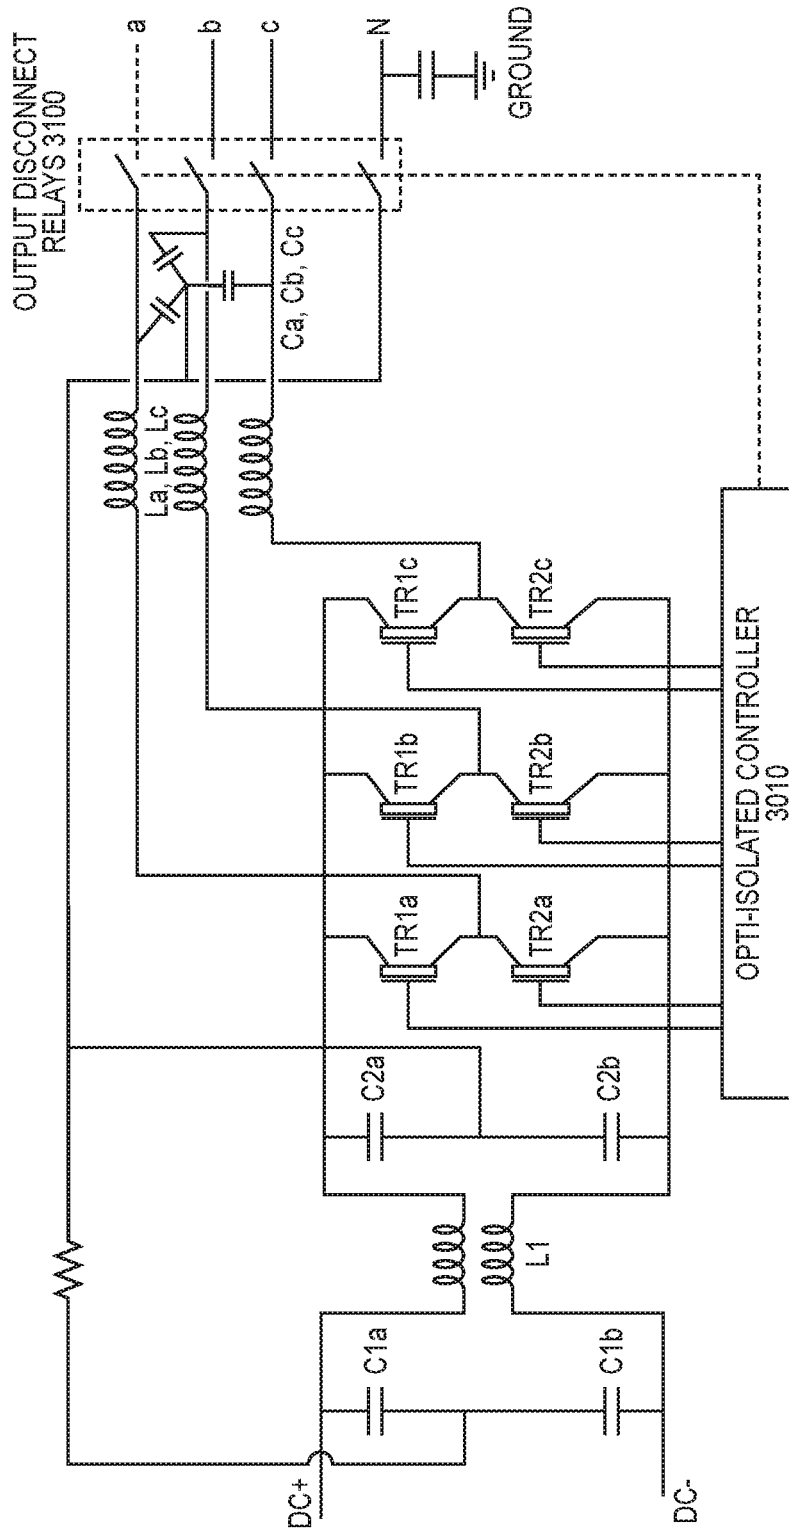 OUTPUT DISCONNECT
RELAYS 3100
a
b
c
N
GROUND
Ca, Cb, Cc
La, Lb, Lc
TR1a
TR1b
TR1c
TR2a
TR2b
TR2c
C2a
C2b
L1
C1a
C1b
DC+
DC-
OPTI-ISOLATED CONTROLLER
3010